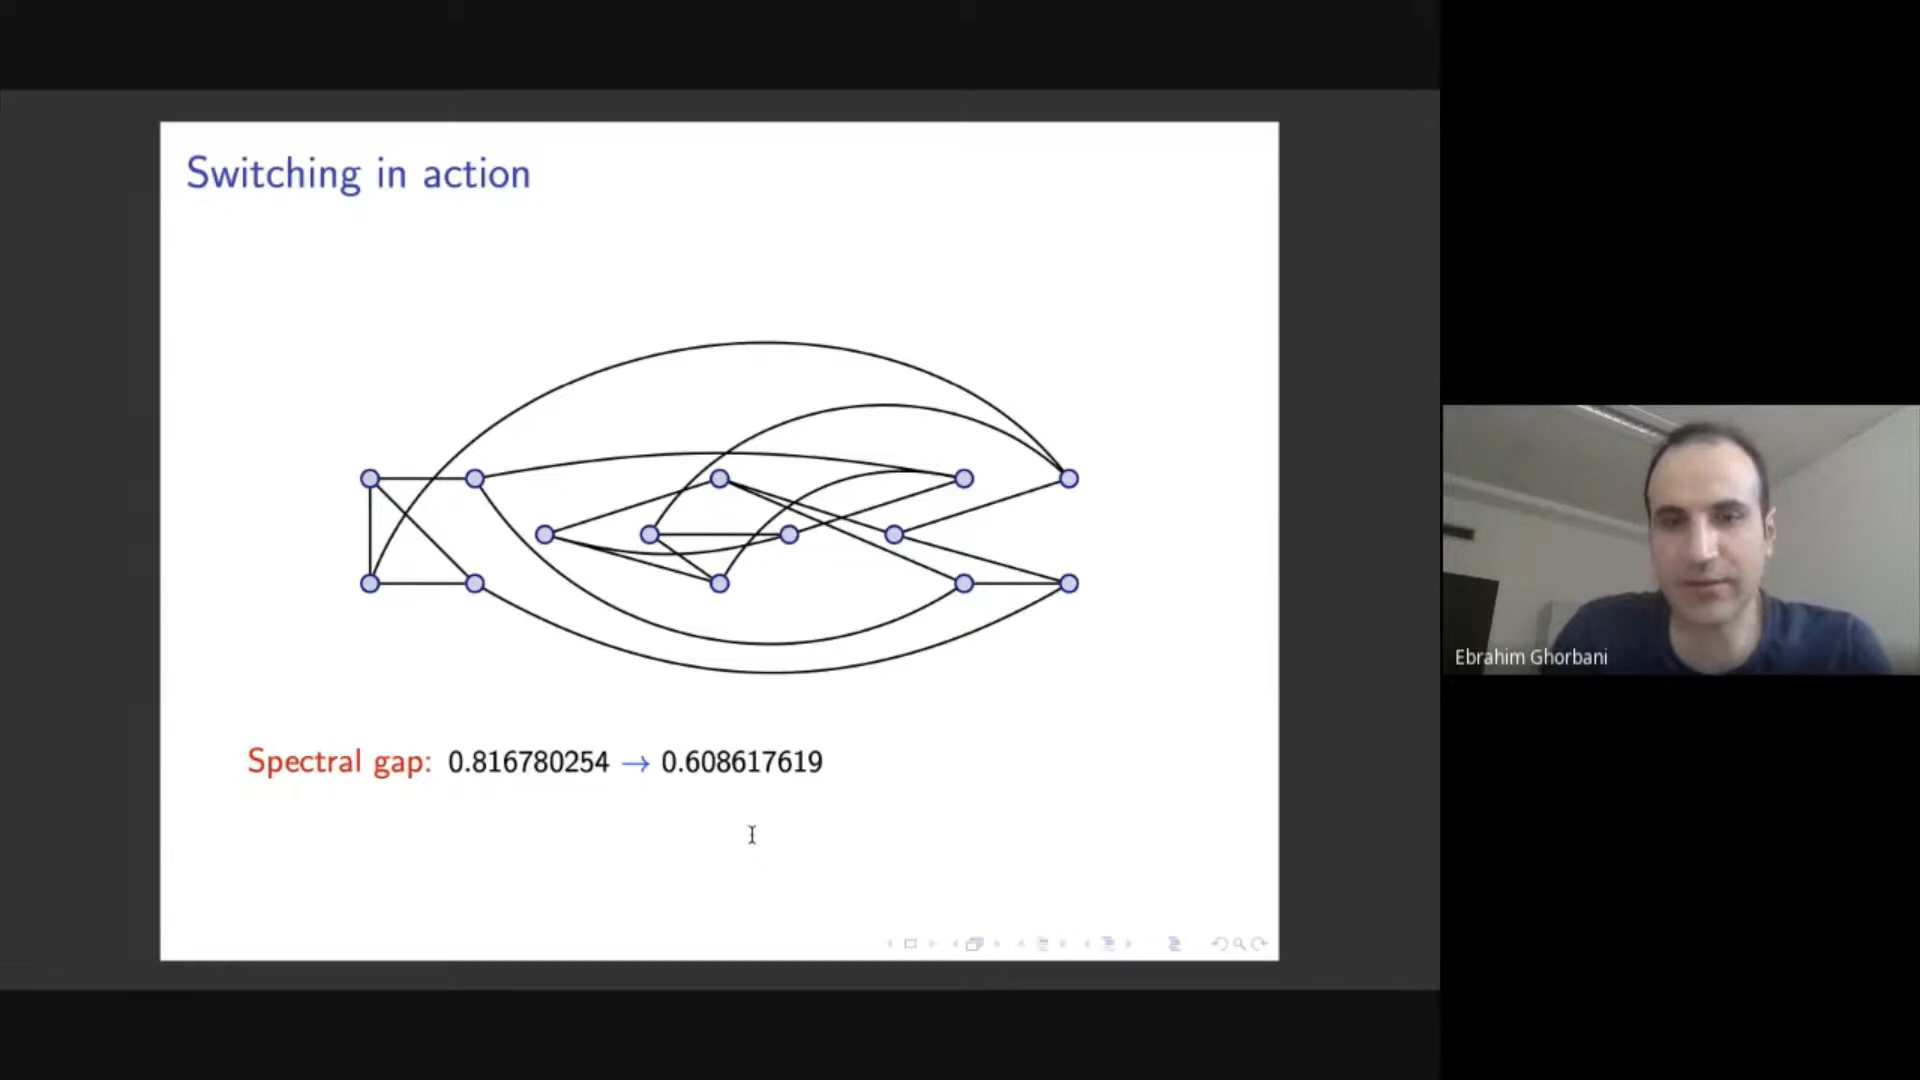 Switching in action
Spectral gap: 0.816780254 → 0.608617619
Ebrahim Ghorbani